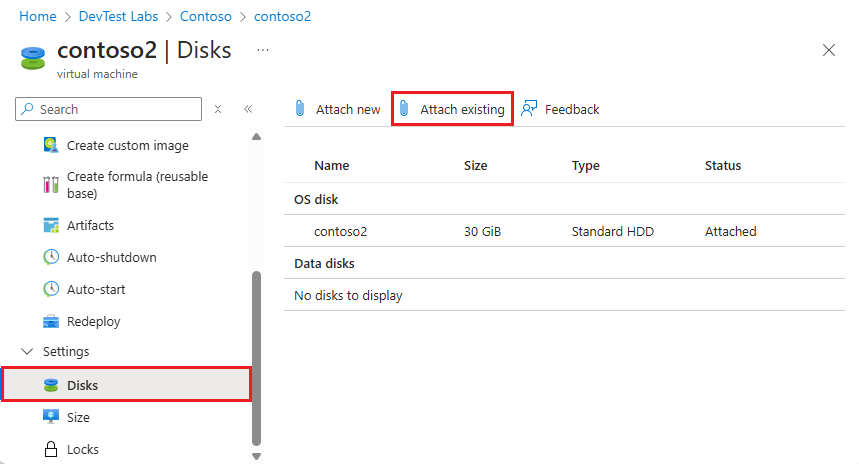 Home > DevTest Labs > Contoso > contoso2
contoso2 | Disks ...
virtual machine
Search
Create custom image
Create formula (reusable
base)
Artifacts
Auto-shutdown
Auto-start
Redeploy
Settings
Disks
Size
Locks
Attach new Attach existing Feedback
Name Size Type Status
OS disk
contoso2 30 GiB Standard HDD Attached
Data disks
No disks to display